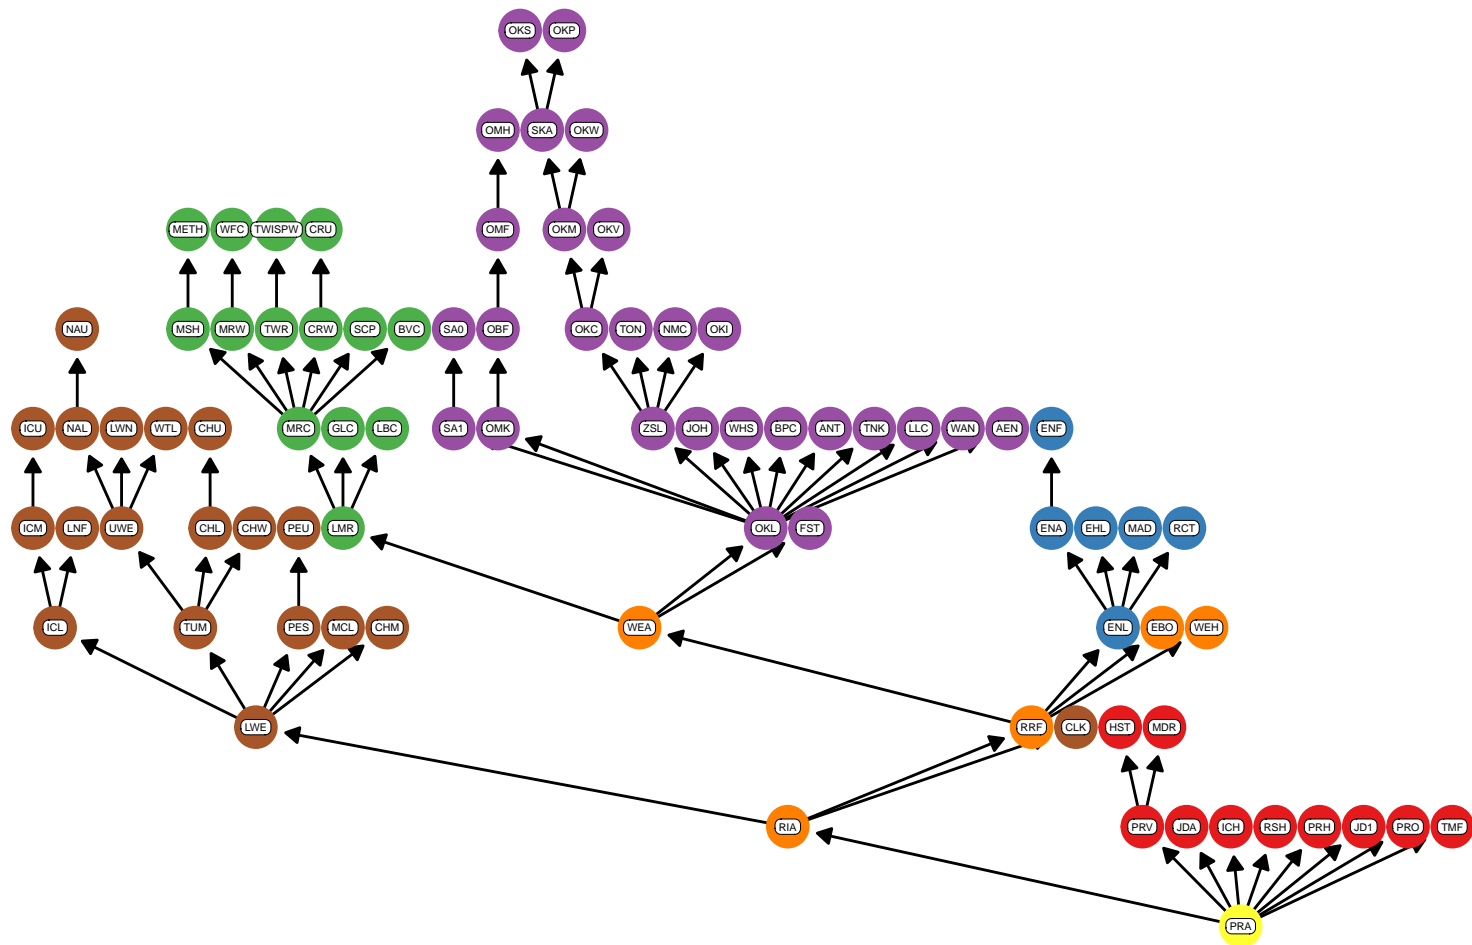 OKS OKP
OMH SKA OKW
METH WFC TWISPW CRU OMF OKM OKV
NAU MSH MRW TWR CRW SCP BVC SA0 OBF OKC TON NMC OKI
ICU NAL LWN WTL CHU MRC GLC LBC SA1 OMK ZSL JOH WHS BPC ANT TNK LLC WAN AEN ENF
ICM LNF UWE CHL CHW PEU LMR OKL FST ENA EHL MAD RCT
ICL TUM PES MCL CHM WEA ENL EBO WEH
LWE RRF CLK HST MDR
RIA PRV JDA ICH RSH PRH JD1 PRO TMF
PRA